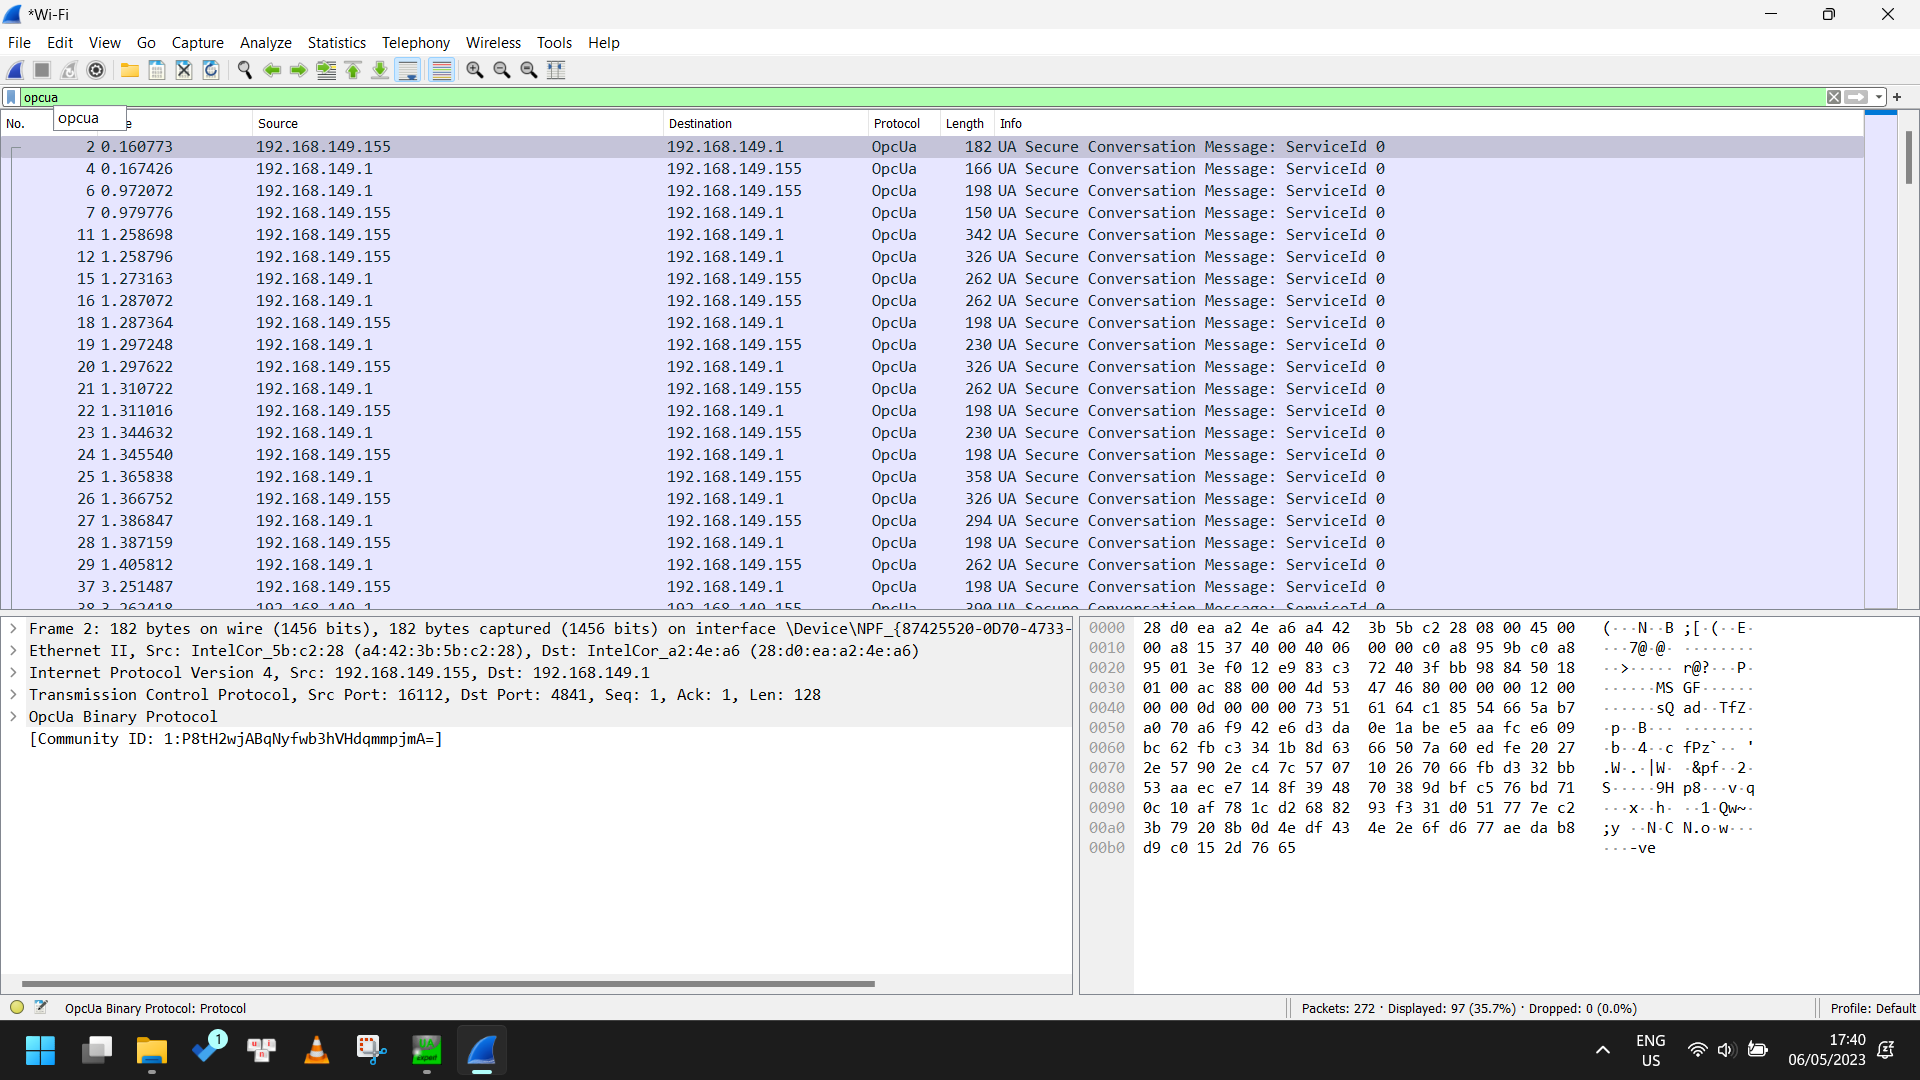 *Wi-Fi
File Edit View Go Capture Analyze Statistics Telephony Wireless Tools Help
opcua
opcua
No. Source Destination Protocol Length Info
2 0.160773 192.168.149.155 192.168.149.1 OpcUa 182 UA Secure Conversation Message: ServiceId 0
4 0.167426 192.168.149.1 192.168.149.155 OpcUa 166 UA Secure Conversation Message: ServiceId 0
6 0.972072 192.168.149.1 192.168.149.155 OpcUa 198 UA Secure Conversation Message: ServiceId 0
7 0.979776 192.168.149.155 192.168.149.1 OpcUa 150 UA Secure Conversation Message: ServiceId 0
11 1.258698 192.168.149.155 192.168.149.1 OpcUa 342 UA Secure Conversation Message: ServiceId 0
12 1.258796 192.168.149.155 192.168.149.1 OpcUa 326 UA Secure Conversation Message: ServiceId 0
15 1.273163 192.168.149.1 192.168.149.155 OpcUa 262 UA Secure Conversation Message: ServiceId 0
16 1.287072 192.168.149.1 192.168.149.155 OpcUa 262 UA Secure Conversation Message: ServiceId 0
18 1.287364 192.168.149.155 192.168.149.1 OpcUa 198 UA Secure Conversation Message: ServiceId 0
19 1.297248 192.168.149.1 192.168.149.155 OpcUa 230 UA Secure Conversation Message: ServiceId 0
20 1.297622 192.168.149.155 192.168.149.1 OpcUa 326 UA Secure Conversation Message: ServiceId 0
21 1.310722 192.168.149.1 192.168.149.155 OpcUa 262 UA Secure Conversation Message: ServiceId 0
22 1.311016 192.168.149.155 192.168.149.1 OpcUa 198 UA Secure Conversation Message: ServiceId 0
23 1.344632 192.168.149.1 192.168.149.155 OpcUa 230 UA Secure Conversation Message: ServiceId 0
24 1.345540 192.168.149.155 192.168.149.1 OpcUa 198 UA Secure Conversation Message: ServiceId 0
25 1.365838 192.168.149.1 192.168.149.155 OpcUa 358 UA Secure Conversation Message: ServiceId 0
26 1.366752 192.168.149.155 192.168.149.1 OpcUa 326 UA Secure Conversation Message: ServiceId 0
27 1.386847 192.168.149.1 192.168.149.155 OpcUa 294 UA Secure Conversation Message: ServiceId 0
28 1.387159 192.168.149.155 192.168.149.1 OpcUa 198 UA Secure Conversation Message: ServiceId 0
29 1.405812 192.168.149.1 192.168.149.155 OpcUa 262 UA Secure Conversation Message: ServiceId 0
37 3.251487 192.168.149.155 192.168.149.1 OpcUa 198 UA Secure Conversation Message: ServiceId 0
38 3.262418 192.168.149.1 192.168.149.155 OpcUa 390 UA Secure Conversation Message: ServiceId 0
Frame 2: 182 bytes on wire (1456 bits), 182 bytes captured (1456 bits) on interface \Device\NPF_{87425520-0D70-4733-
Ethernet II, Src: IntelCor_5b:c2:28 (a4:42:3b:5b:c2:28), Dst: IntelCor_a2:4e:a6 (28:d0:ea:a2:4e:a6)
Internet Protocol Version 4, Src: 192.168.149.155, Dst: 192.168.149.1
Transmission Control Protocol, Src Port: 16112, Dst Port: 4841, Seq: 1, Ack: 1, Len: 128
OpcUa Binary Protocol
[Community ID: 1:P8tH2wjABqNyfwb3hVHdqmmpjmA=]
0000 28 d0 ea a2 4e a6 a4 42 3b 5b c2 28 08 00 45 00 (···N··B ;[·(··E·
0010 00 a8 15 37 40 00 40 06 00 00 c0 a8 95 9b c0 a8 ···7@·@· ········
0020 95 01 3e f0 12 e9 83 c3 72 40 3f bb 98 84 50 18 ··>····· r@?···P·
0030 01 00 ac 88 00 00 4d 53 47 46 80 00 00 00 12 00 ······MS GF······
0040 00 00 0d 00 00 00 73 51 61 64 c1 85 54 66 5a b7 ······sQ ad··TfZ·
0050 a0 70 a6 f9 42 e6 d3 da 0e 1a be e5 aa fc e6 09 ·p··B··· ········
0060 bc 62 fb c3 34 1b 8d 63 66 50 7a 60 ed fe 20 27 ·b··4··c fPz`·· '
0070 2e 57 90 2e c4 7c 57 07 10 26 70 66 fb d3 32 bb .W·.·|W· ·&pf··2·
0080 53 aa ec e7 14 8f 39 48 70 38 9d bf c5 76 bd 71 S·····9H p8···v·q
0090 0c 10 af 78 1c d2 68 82 93 f3 31 d0 51 77 7e c2 ···x··h· ··1·Qw~·
00a0 3b 79 20 8b 0d 4e df 43 4e 2e 6f d6 77 ae da b8 ;y ··N·C N.o·w···
00b0 d9 c0 15 2d 76 65 ···-ve
OpcUa Binary Protocol: Protocol
Packets: 272 · Displayed: 97 (35.7%) · Dropped: 0 (0.0%)
Profile: Default
1
ENG
US
17:40
06/05/2023